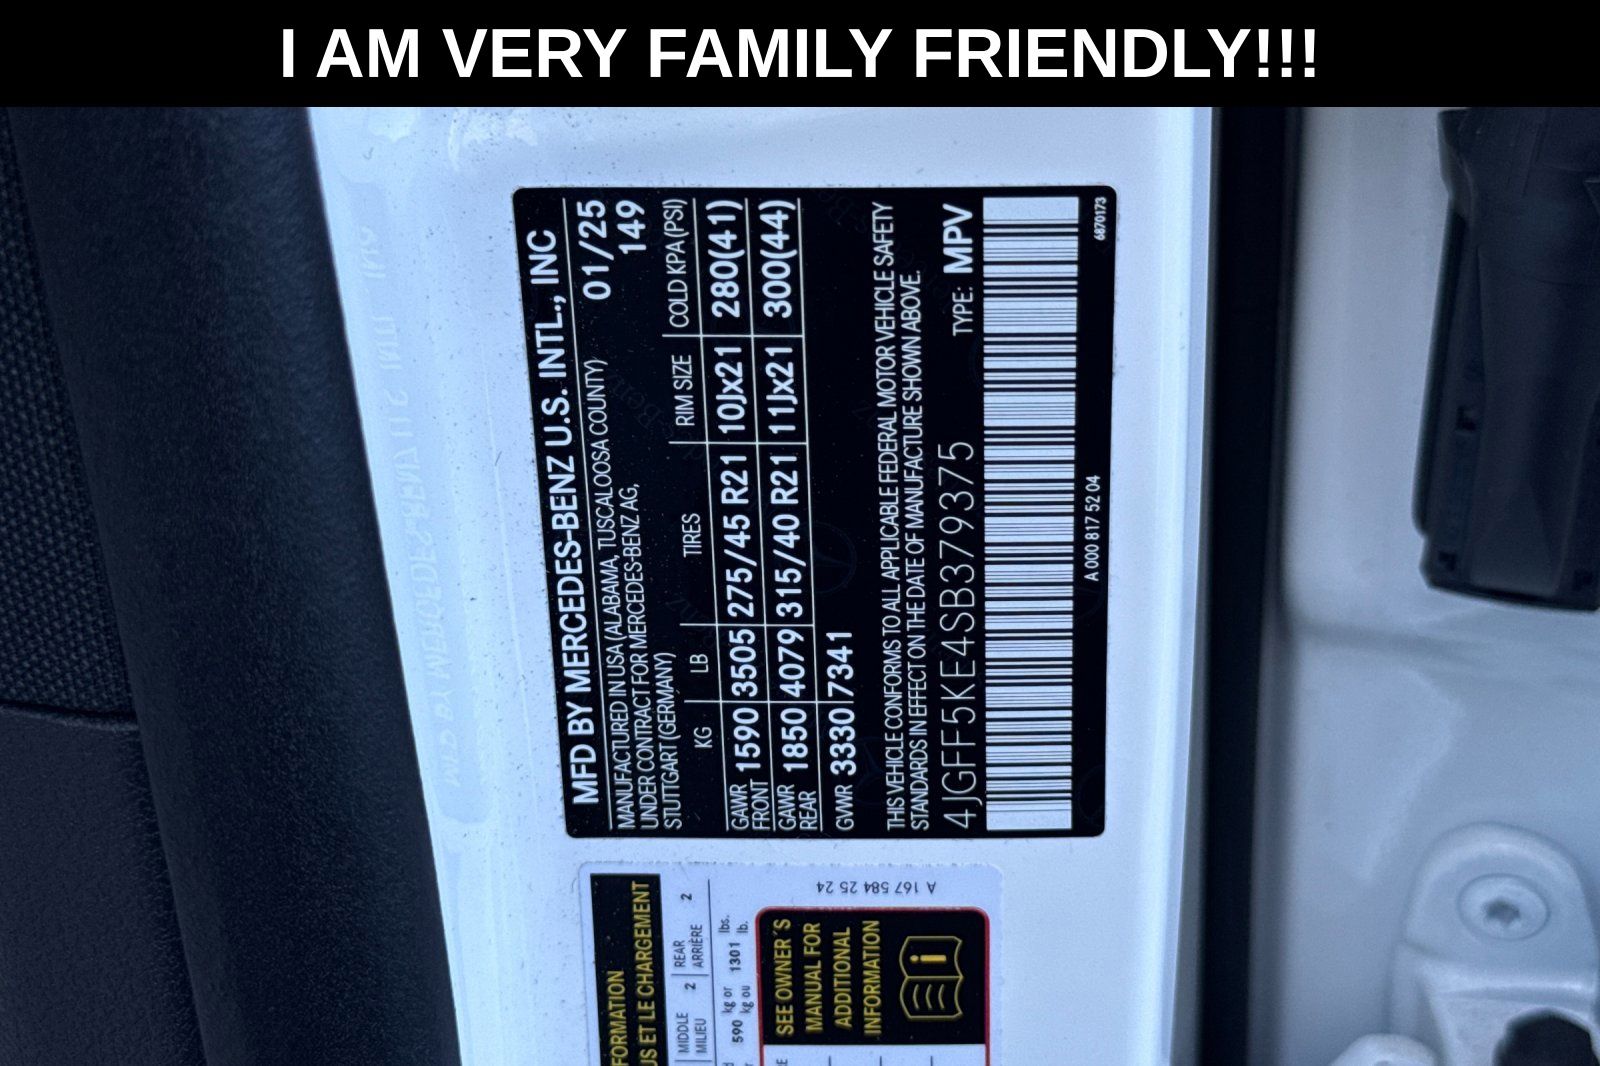 I AM VERY FAMILY FRIENDLY!!!
MFD BY MERCEDES-BENZ U.S. INTL., INC
MANUFACTURED IN USA (ALABAMA, TUSCALOOSA COUNTY) 01/25
UNDER CONTRACT FOR MERCEDES-BENZ AG, 149
STUTTGART (GERMANY)
KG LB TIRES RIM SIZE COLD KPA (PSI)
GAWR FRONT 1590 3505 275/45 R21 10Jx21 280(41)
GAWR REAR 1850 4079 315/40 R21 11Jx21 300(44)
GVWR 3330 7341
THIS VEHICLE CONFORMS TO ALL APPLICABLE FEDERAL MOTOR VEHICLE SAFETY
STANDARDS IN EFFECT ON THE DATE OF MANUFACTURE SHOWN ABOVE.
4JGFF5KE4SB379375 TYPE: MPV
A 000 817 52 04
6870173
A 167 584 25 24
US ET LE CHARGEMENT
MIDDLE 2 REAR 2
MILIEU ARRIÈRE
590 kg or 1301 lbs.
kg ou lb.
SEE OWNER´S
MANUAL FOR
ADDITIONAL
INFORMATION